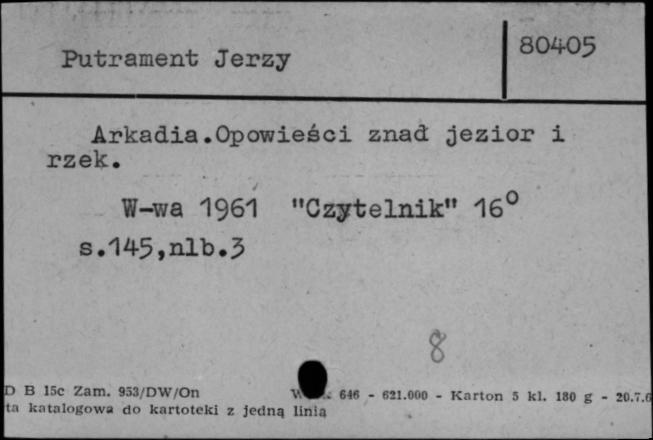 Putrament Jerzy
80405
Arkadia.Opowieści znad jezior i
rzek.
W-wa 1961 "Czytelnik" 16°
s.145,nlb.3
8
D B 15c Zam. 953/DW/On 646 - 621.000 - Karton 5 kl. 180 g - 20.7.6
ta katalogowa do kartoteki z jedną linią